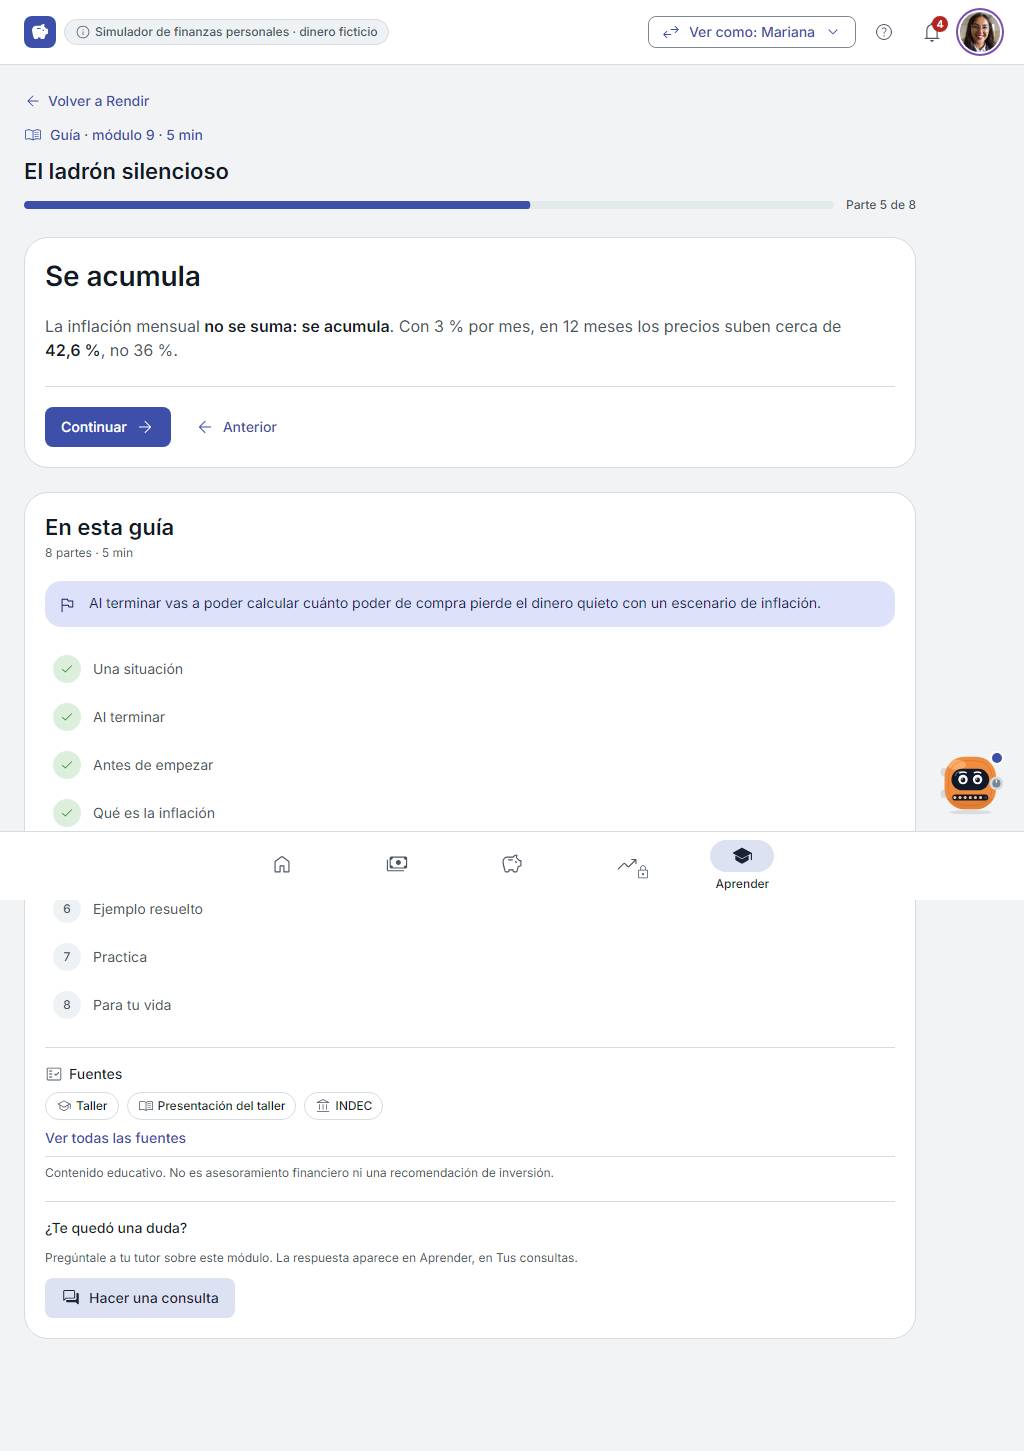 Simulador de finanzas personales · dinero ficticio
Ver como: Mariana
4
Volver a Rendir
Guía · módulo 9 · 5 min
El ladrón silencioso
Parte 5 de 8
Se acumula
La inflación mensual no se suma: se acumula. Con 3 % por mes, en 12 meses los precios suben cerca de
42,6 %, no 36 %.
Continuar
Anterior
En esta guía
8 partes · 5 min
Al terminar vas a poder calcular cuánto poder de compra pierde el dinero quieto con un escenario de inflación.
Una situación
Al terminar
Antes de empezar
Qué es la inflación
Aprender
6 Ejemplo resuelto
7 Practica
8 Para tu vida
Fuentes
Taller
Presentación del taller
INDEC
Ver todas las fuentes
Contenido educativo. No es asesoramiento financiero ni una recomendación de inversión.
¿Te quedó una duda?
Pregúntale a tu tutor sobre este módulo. La respuesta aparece en Aprender, en Tus consultas.
Hacer una consulta